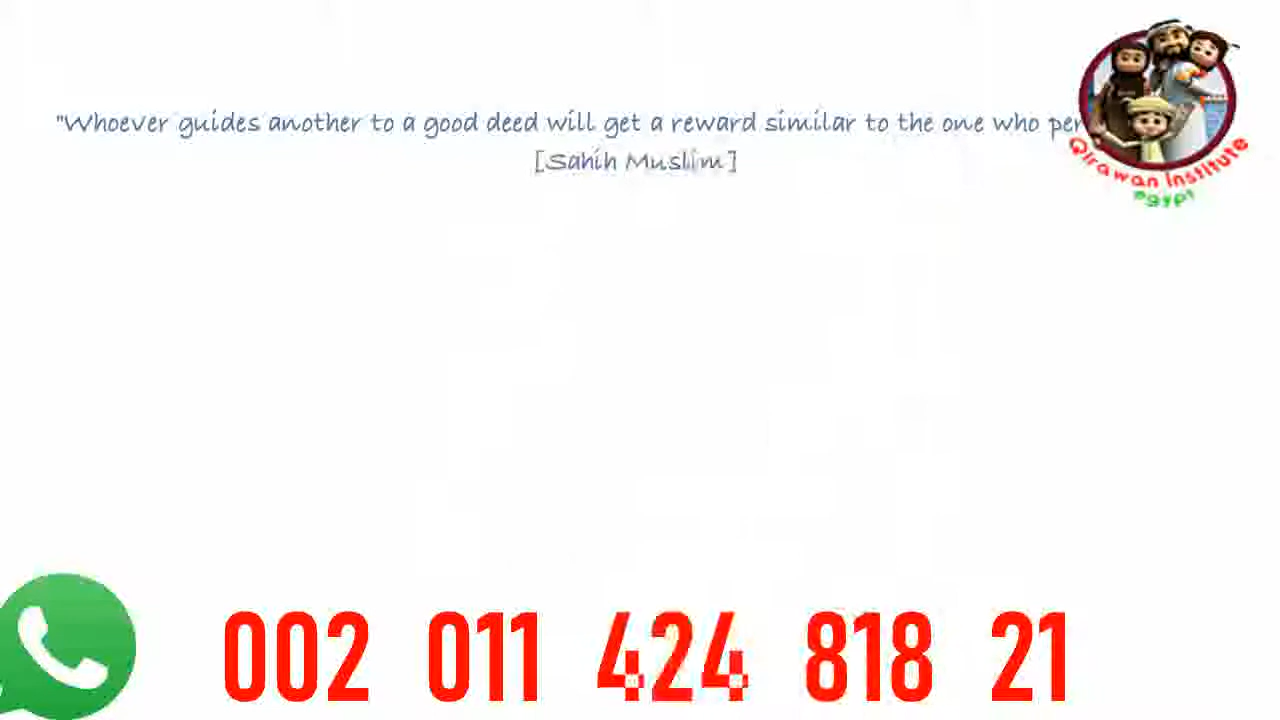 "Whoever guides another to a good deed will get a reward similar to the one who
[Sahih Muslim]
Qirawan institute
egypt
002 011 424 818 21